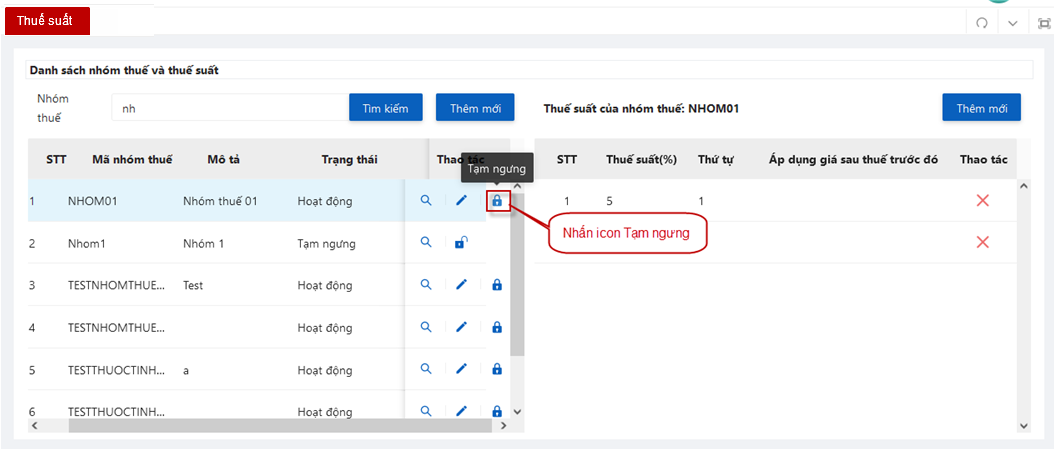 Thuế suất
Danh sách nhóm thuế và thuế suất
Nhóm thuế
nh
Tìm kiếm
Thêm mới
Thuế suất của nhóm thuế: NHOM01
Thêm mới
STT Mã nhóm thuế Mô tả Trạng thái Thao tác
Tạm ngưng
1 NHOM01 Nhóm thuế 01 Hoạt động
2 Nhom1 Nhóm 1 Tạm ngưng
3 TESTNHOMTHUE... Test Hoạt động
4 TESTNHOMTHUE... Hoạt động
5 TESTTHUOCTINH... a Hoạt động
6 TESTTHUOCTINH... Hoạt động
STT Thuế suất(%) Thứ tự Áp dụng giá sau thuế trước đó Thao tác
1 5 1
Nhấn icon Tạm ngưng